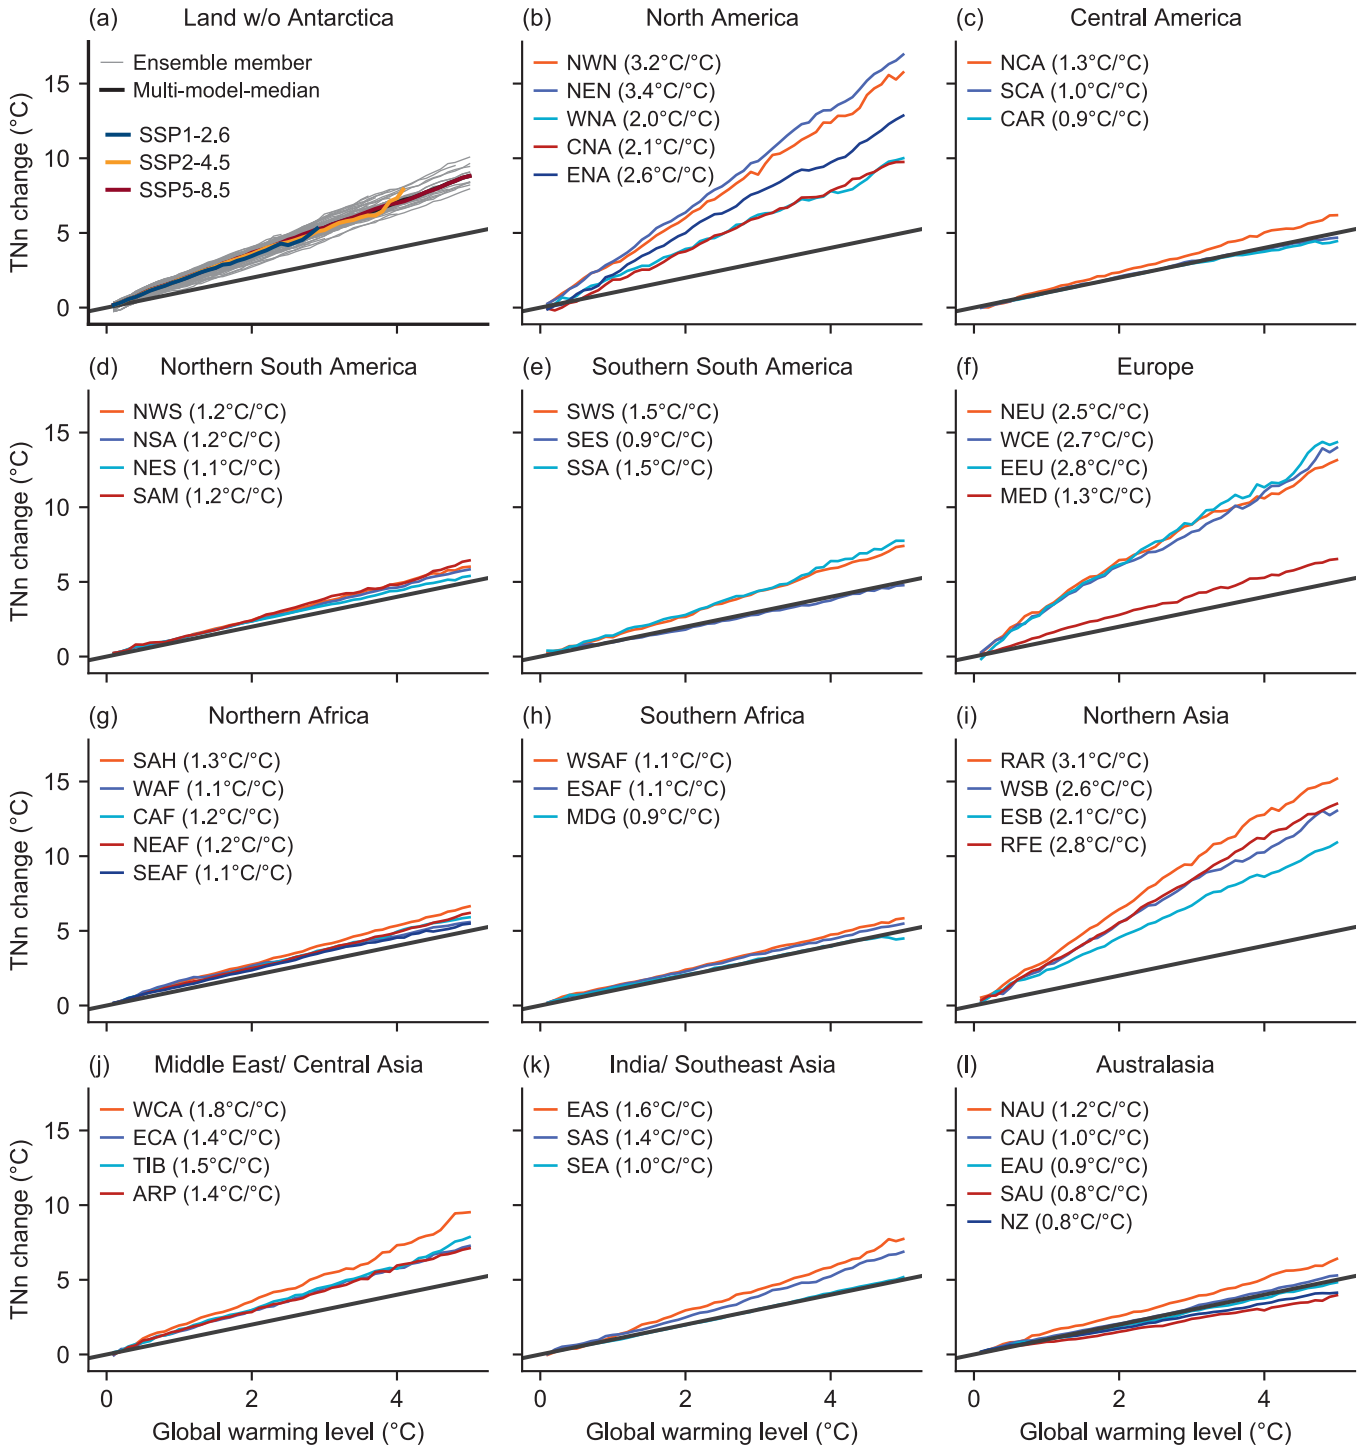 (a) Land w/o Antarctica
Ensemble member
Multi-model-median
SSP1-2.6
SSP2-4.5
SSP5-8.5
TNn change (°C)
15
10
5
0
0 2 4
(b) North America
NWN (3.2°C/°C)
NEN (3.4°C/°C)
WNA (2.0°C/°C)
CNA (2.1°C/°C)
ENA (2.6°C/°C)
0 2 4
(c) Central America
NCA (1.3°C/°C)
SCA (1.0°C/°C)
CAR (0.9°C/°C)
0 2 4
(d) Northern South America
NWS (1.2°C/°C)
NSA (1.2°C/°C)
NES (1.1°C/°C)
SAM (1.2°C/°C)
TNn change (°C)
15
10
5
0
(e) Southern South America
SWS (1.5°C/°C)
SES (0.9°C/°C)
SSA (1.5°C/°C)
(f) Europe
NEU (2.5°C/°C)
WCE (2.7°C/°C)
EEU (2.8°C/°C)
MED (1.3°C/°C)
(g) Northern Africa
SAH (1.3°C/°C)
WAF (1.1°C/°C)
CAF (1.2°C/°C)
NEAF (1.2°C/°C)
SEAF (1.1°C/°C)
TNn change (°C)
15
10
5
0
(h) Southern Africa
WSAF (1.1°C/°C)
ESAF (1.1°C/°C)
MDG (0.9°C/°C)
(i) Northern Asia
RAR (3.1°C/°C)
WSB (2.6°C/°C)
ESB (2.1°C/°C)
RFE (2.8°C/°C)
(j) Middle East/ Central Asia
WCA (1.8°C/°C)
ECA (1.4°C/°C)
TIB (1.5°C/°C)
ARP (1.4°C/°C)
TNn change (°C)
15
10
5
0
0 2 4
Global warming level (°C)
(k) India/ Southeast Asia
EAS (1.6°C/°C)
SAS (1.4°C/°C)
SEA (1.0°C/°C)
0 2 4
Global warming level (°C)
(l) Australasia
NAU (1.2°C/°C)
CAU (1.0°C/°C)
EAU (0.9°C/°C)
SAU (0.8°C/°C)
NZ (0.8°C/°C)
0 2 4
Global warming level (°C)